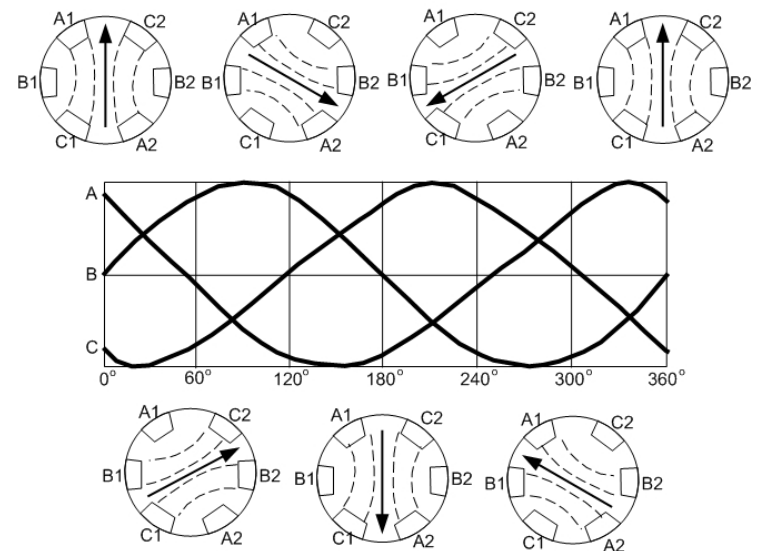 A1 C2 A1 C2 A1 C2 A1 C2
B1 B2 B1 B2 B1 B2 B1 B2
C1 A2 C1 A2 C1 A2 C1 A2
A
B
C
0° 60° 120° 180° 240° 300° 360°
A1 C2 A1 C2 A1 C2
B1 B2 B1 B2 B1 B2
C1 A2 C1 A2 C1 A2